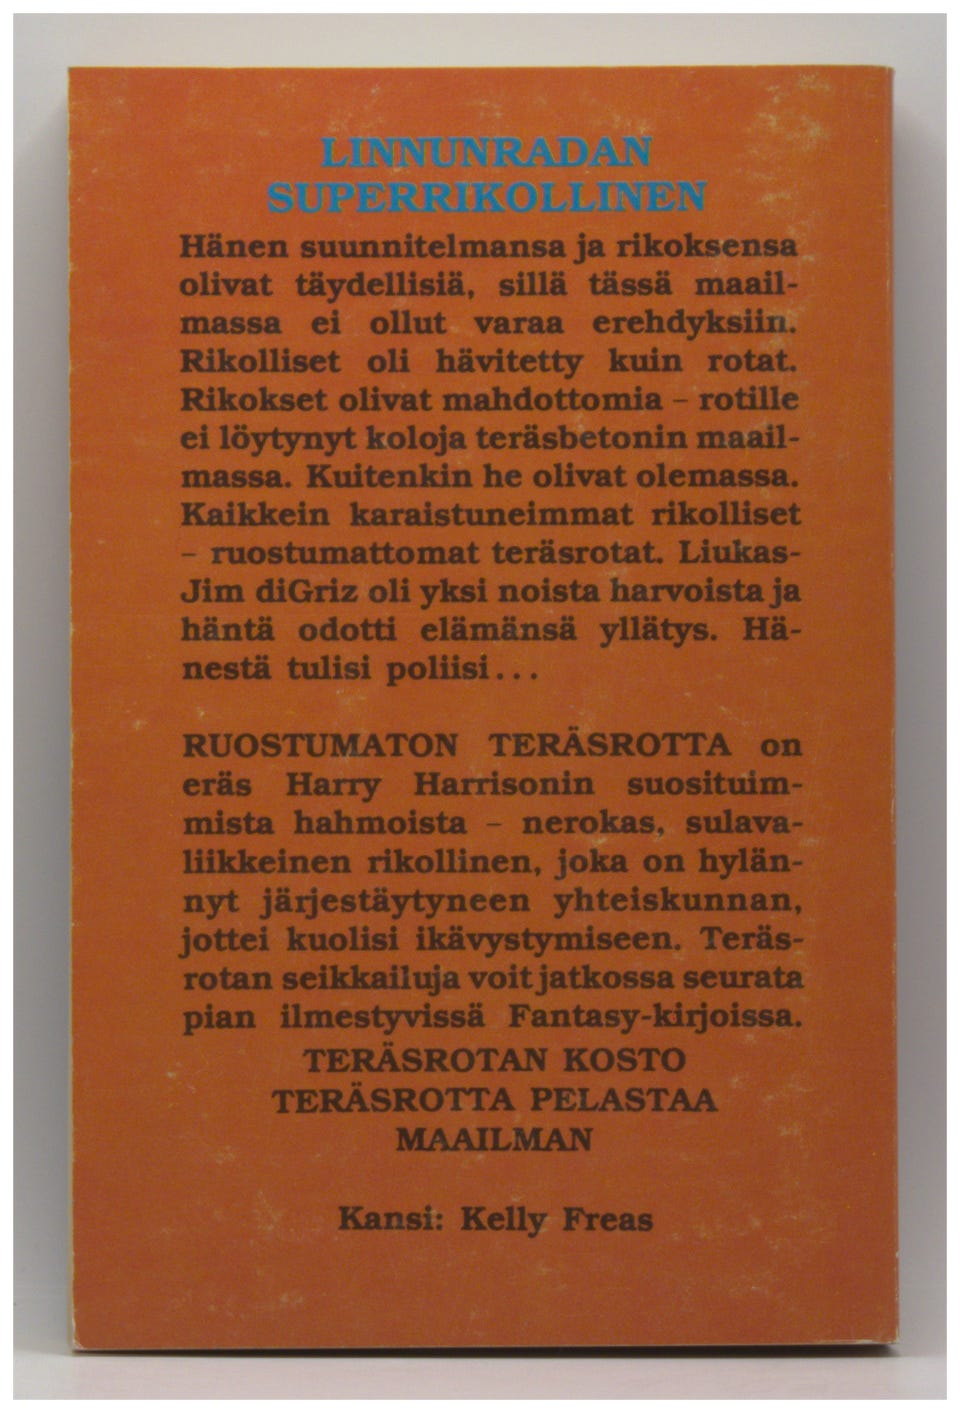 LINNUNRADAN
SUPERRIKOLLINEN
Hänen suunnitelmansa ja rikoksensa
olivat täydellisiä, sillä tässä maail-
massa ei ollut varaa erehdyksiin.
Rikolliset oli hävitetty kuin rotat.
Rikokset olivat mahdottomia – rotille
ei löytynyt koloja teräsbetonin maail-
massa. Kuitenkin he olivat olemassa.
Kaikkein karaistuneimmat rikolliset
– ruostumattomat teräsrotat. Liukas-
Jim diGriz oli yksi noista harvoista ja
häntä odotti elämänsä yllätys. Hä-
nestä tulisi poliisi...
RUOSTUMATON TERÄSROTTA on
eräs Harry Harrisonin suosituim-
mista hahmoista – nerokas, sulava-
liikkeinen rikollinen, joka on hylän-
nyt järjestäytyneen yhteiskunnan,
jottei kuolisi ikävystymiseen. Teräs-
rotan seikkailuja voit jatkossa seurata
pian ilmestyvissä Fantasy-kirjoissa.
TERÄSROTAN KOSTO
TERÄSROTTA PELASTAA
MAAILMAN
Kansi: Kelly Freas